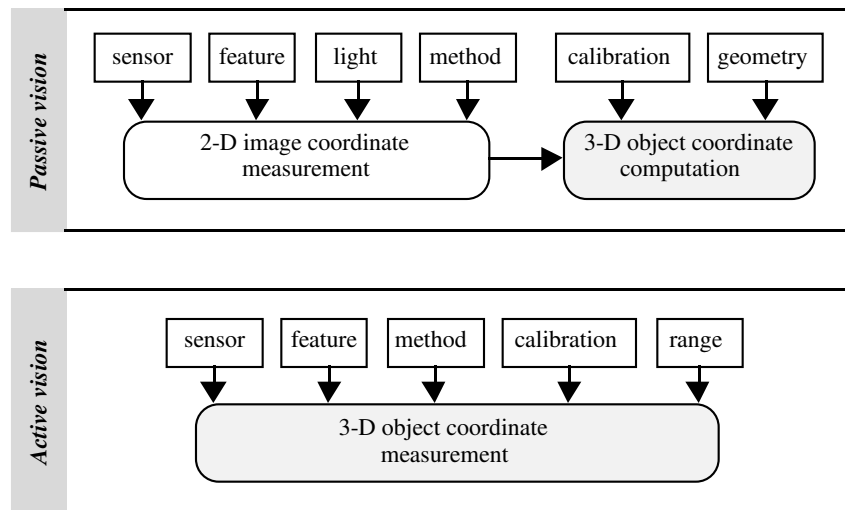 Passive vision
sensor
feature
light
method
calibration
geometry
2-D image coordinate
measurement
3-D object coordinate
computation
Active vision
sensor
feature
method
calibration
range
3-D object coordinate
measurement